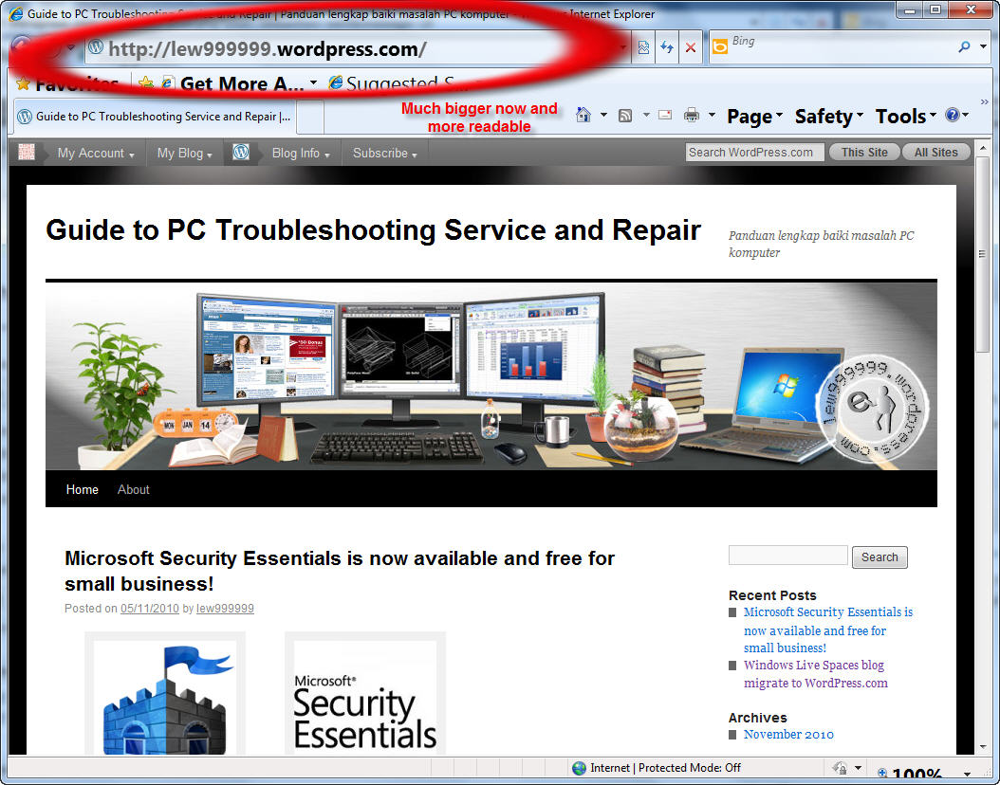 Guide to PC Troubleshooting Service and Repair | Panduan lengkap baiki masalah PC komputer - Windows Internet Explorer
http://lew999999.wordpress.com/
Bing
Favorites
Get More A...
Suggested S...
Much bigger now and
more readable
Guide to PC Troubleshooting Service and Repair |...
Page
Safety
Tools
My Account
My Blog
Blog Info
Subscribe
Search WordPress.com
This Site
All Sites
Guide to PC Troubleshooting Service and Repair
Panduan lengkap baiki masalah PC
komputer
MON JAN 14
lew999999.wordpress.com
Home
About
Microsoft Security Essentials is now available and free for
small business!
Posted on 05/11/2010 by lew999999
Microsoft®
Security
Essentials
Search
Recent Posts
Microsoft Security Essentials is
now available and free for
small business!
Windows Live Spaces blog
migrate to WordPress.com
Archives
November 2010
Internet | Protected Mode: Off
100%